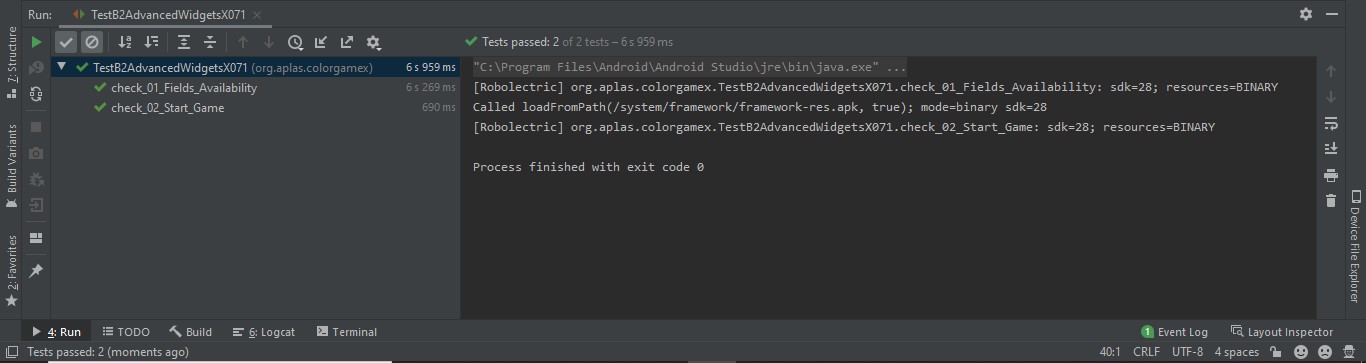 Run: TestB2AdvancedWidgetsX071
Tests passed: 2 of 2 tests – 6 s 959 ms
TestB2AdvancedWidgetsX071 (org.aplas.colorgamex) 6 s 959 ms
check_01_Fields_Availability 6 s 269 ms
check_02_Start_Game 690 ms
"C:\Program Files\Android\Android Studio\jre\bin\java.exe" ...
[Robolectric] org.aplas.colorgamex.TestB2AdvancedWidgetsX071.check_01_Fields_Availability: sdk=28; resources=BINARY
Called loadFromPath(/system/framework/framework-res.apk, true); mode=binary sdk=28
[Robolectric] org.aplas.colorgamex.TestB2AdvancedWidgetsX071.check_02_Start_Game: sdk=28; resources=BINARY
Process finished with exit code 0
Z: Structure
Build Variants
2: Favorites
Device File Explorer
4: Run TODO Build 6: Logcat Terminal 1 Event Log Layout Inspector
Tests passed: 2 (moments ago) 40:1 CRLF UTF-8 4 spaces